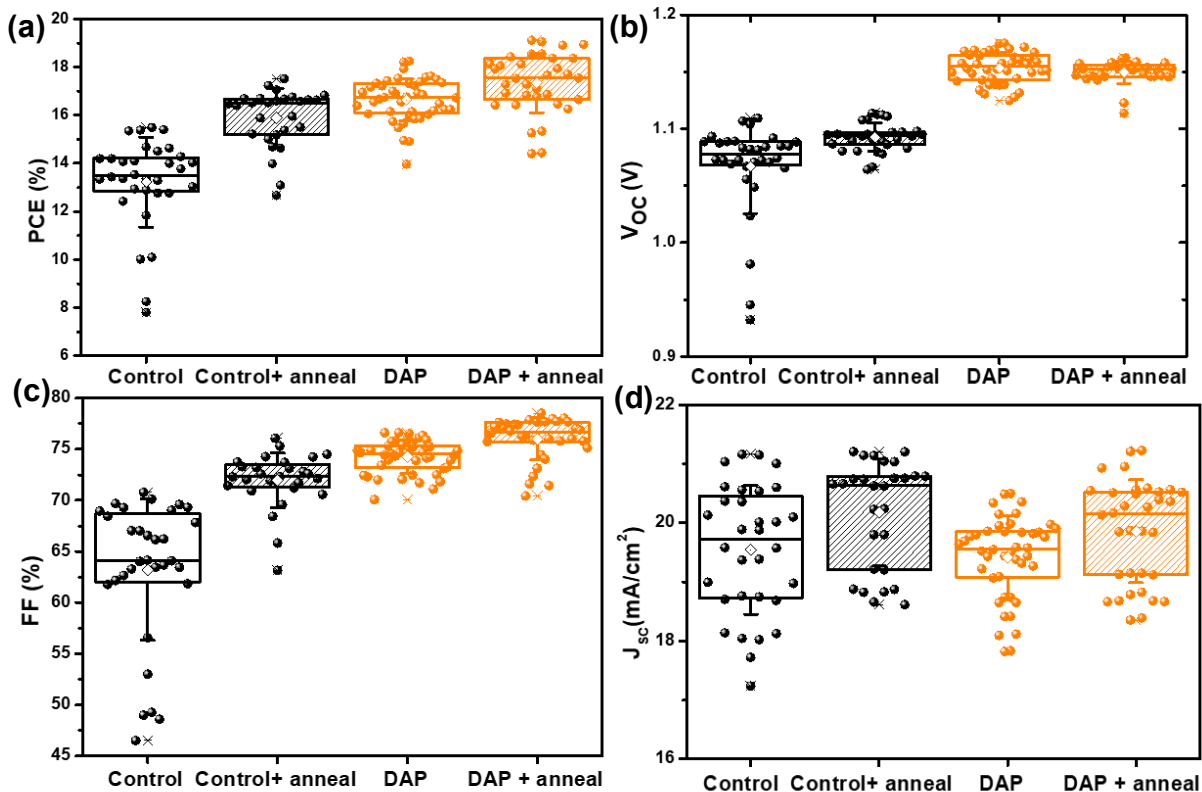 (a)
PCE (%)
20
18
16
14
12
10
8
6
Control
Control+ anneal
DAP
DAP + anneal
(b)
V_OC (V)
1.2
1.1
1.0
0.9
Control
Control+ anneal
DAP
DAP + anneal
(c)
FF (%)
80
75
70
65
60
55
50
45
Control
Control+ anneal
DAP
DAP + anneal
(d)
J_sc(mA/cm²)
22
20
18
16
Control
Control+ anneal
DAP
DAP + anneal